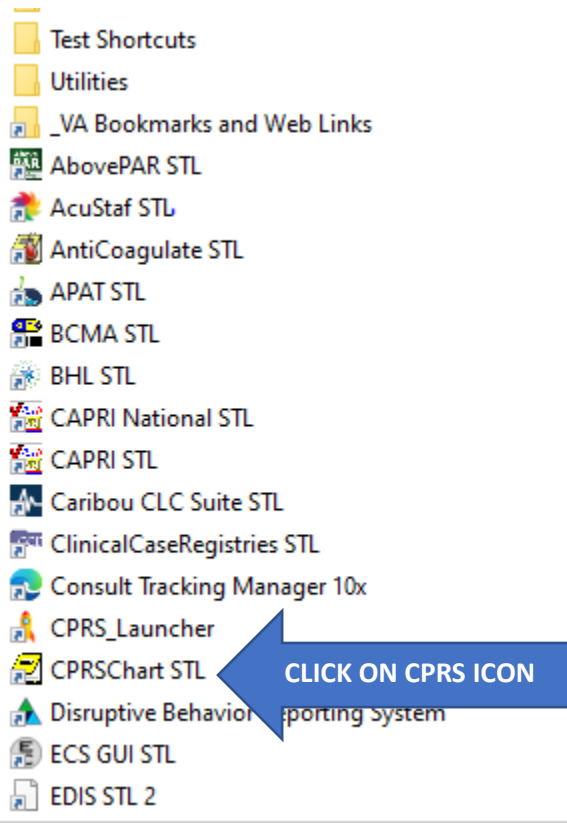 Test Shortcuts
Utilities
_VA Bookmarks and Web Links
AbovePAR STL
AcuStaf STL
AntiCoagulate STL
APAT STL
BCMA STL
BHL STL
CAPRI National STL
CAPRI STL
Caribou CLC Suite STL
ClinicalCaseRegistries STL
Consult Tracking Manager 10x
CPRS_Launcher
CPRSChart STL CLICK ON CPRS ICON
Disruptive Behavior eporting System
ECS GUI STL
EDIS STL 2